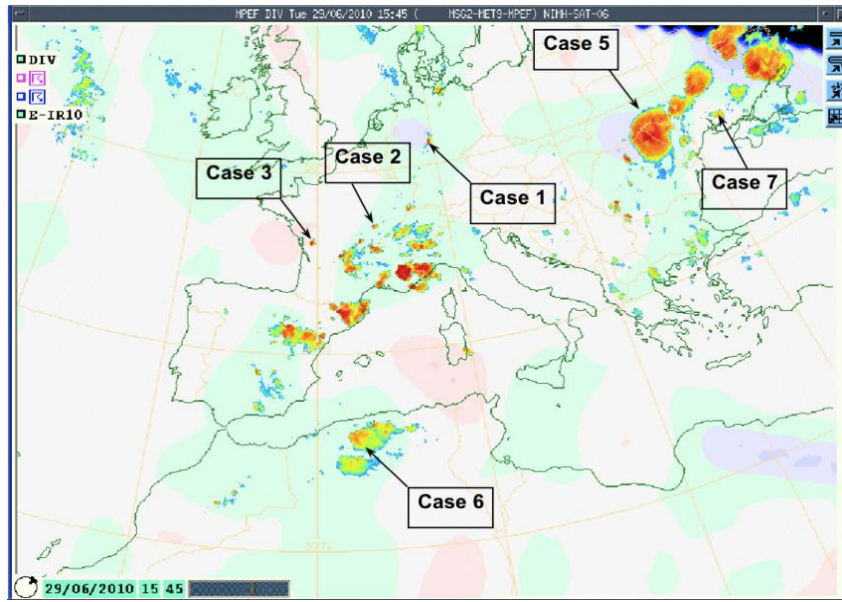 MPEF DIV Tue 29/06/2010 15:45 ( MSG2-MET9-MPEF) NIMH-SAT-06
DIV
E-IR10
Case 5
Case 2
Case 3
Case 1
Case 7
Case 6
29/06/2010 15 45